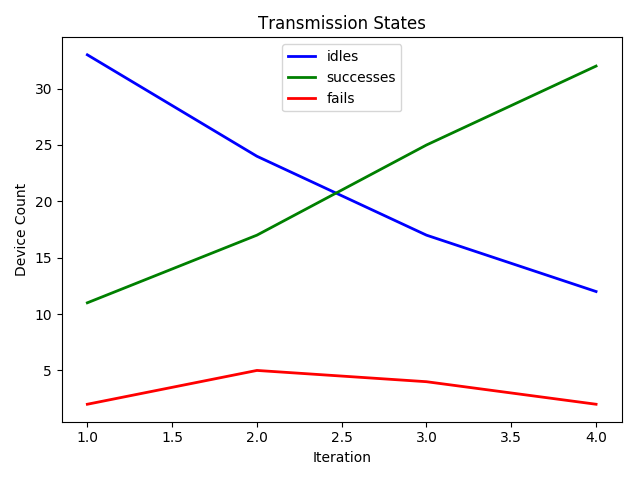 Transmission States
idles
successes
fails
Device Count
30
25
20
15
10
5
1.0 1.5 2.0 2.5 3.0 3.5 4.0
Iteration